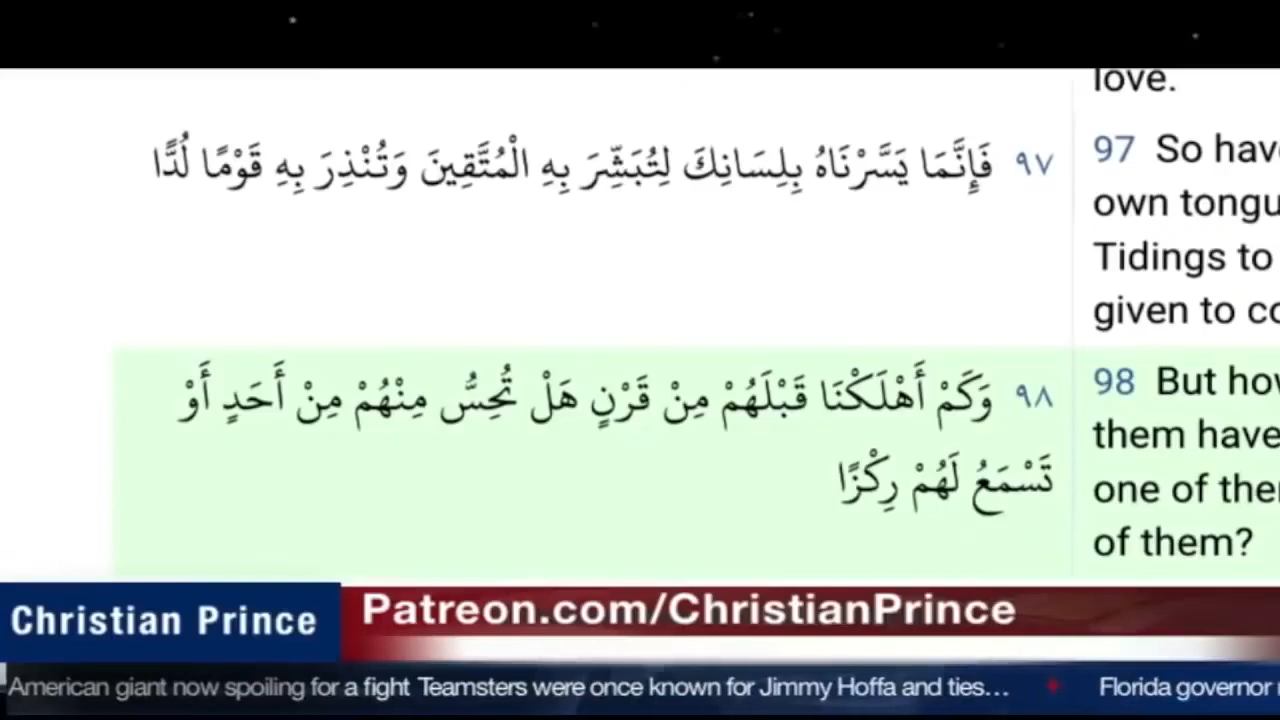 love.
٩٧ فَإِنَّمَا يَسَّرْنَاهُ بِلِسَانِكَ لِتُبَشِّرَ بِهِ الْمُتَّقِينَ وَتُنْذِرَ بِهِ قَوْمًا لُدًّا
97 So hav
own tongu
Tidings to
given to co
٩٨ وَكَمْ أَهْلَكْنَا قَبْلَهُمْ مِنْ قَرْنٍ هَلْ تُحِسُّ مِنْهُمْ مِنْ أَحَدٍ أَوْ
تَسْمَعُ لَهُمْ رِكْزًا
98 But how
them have
one of the
of them?
Christian Prince
Patreon.com/ChristianPrince
American giant now spoiling for a fight Teamsters were once known for Jimmy Hoffa and ties...
Florida governor